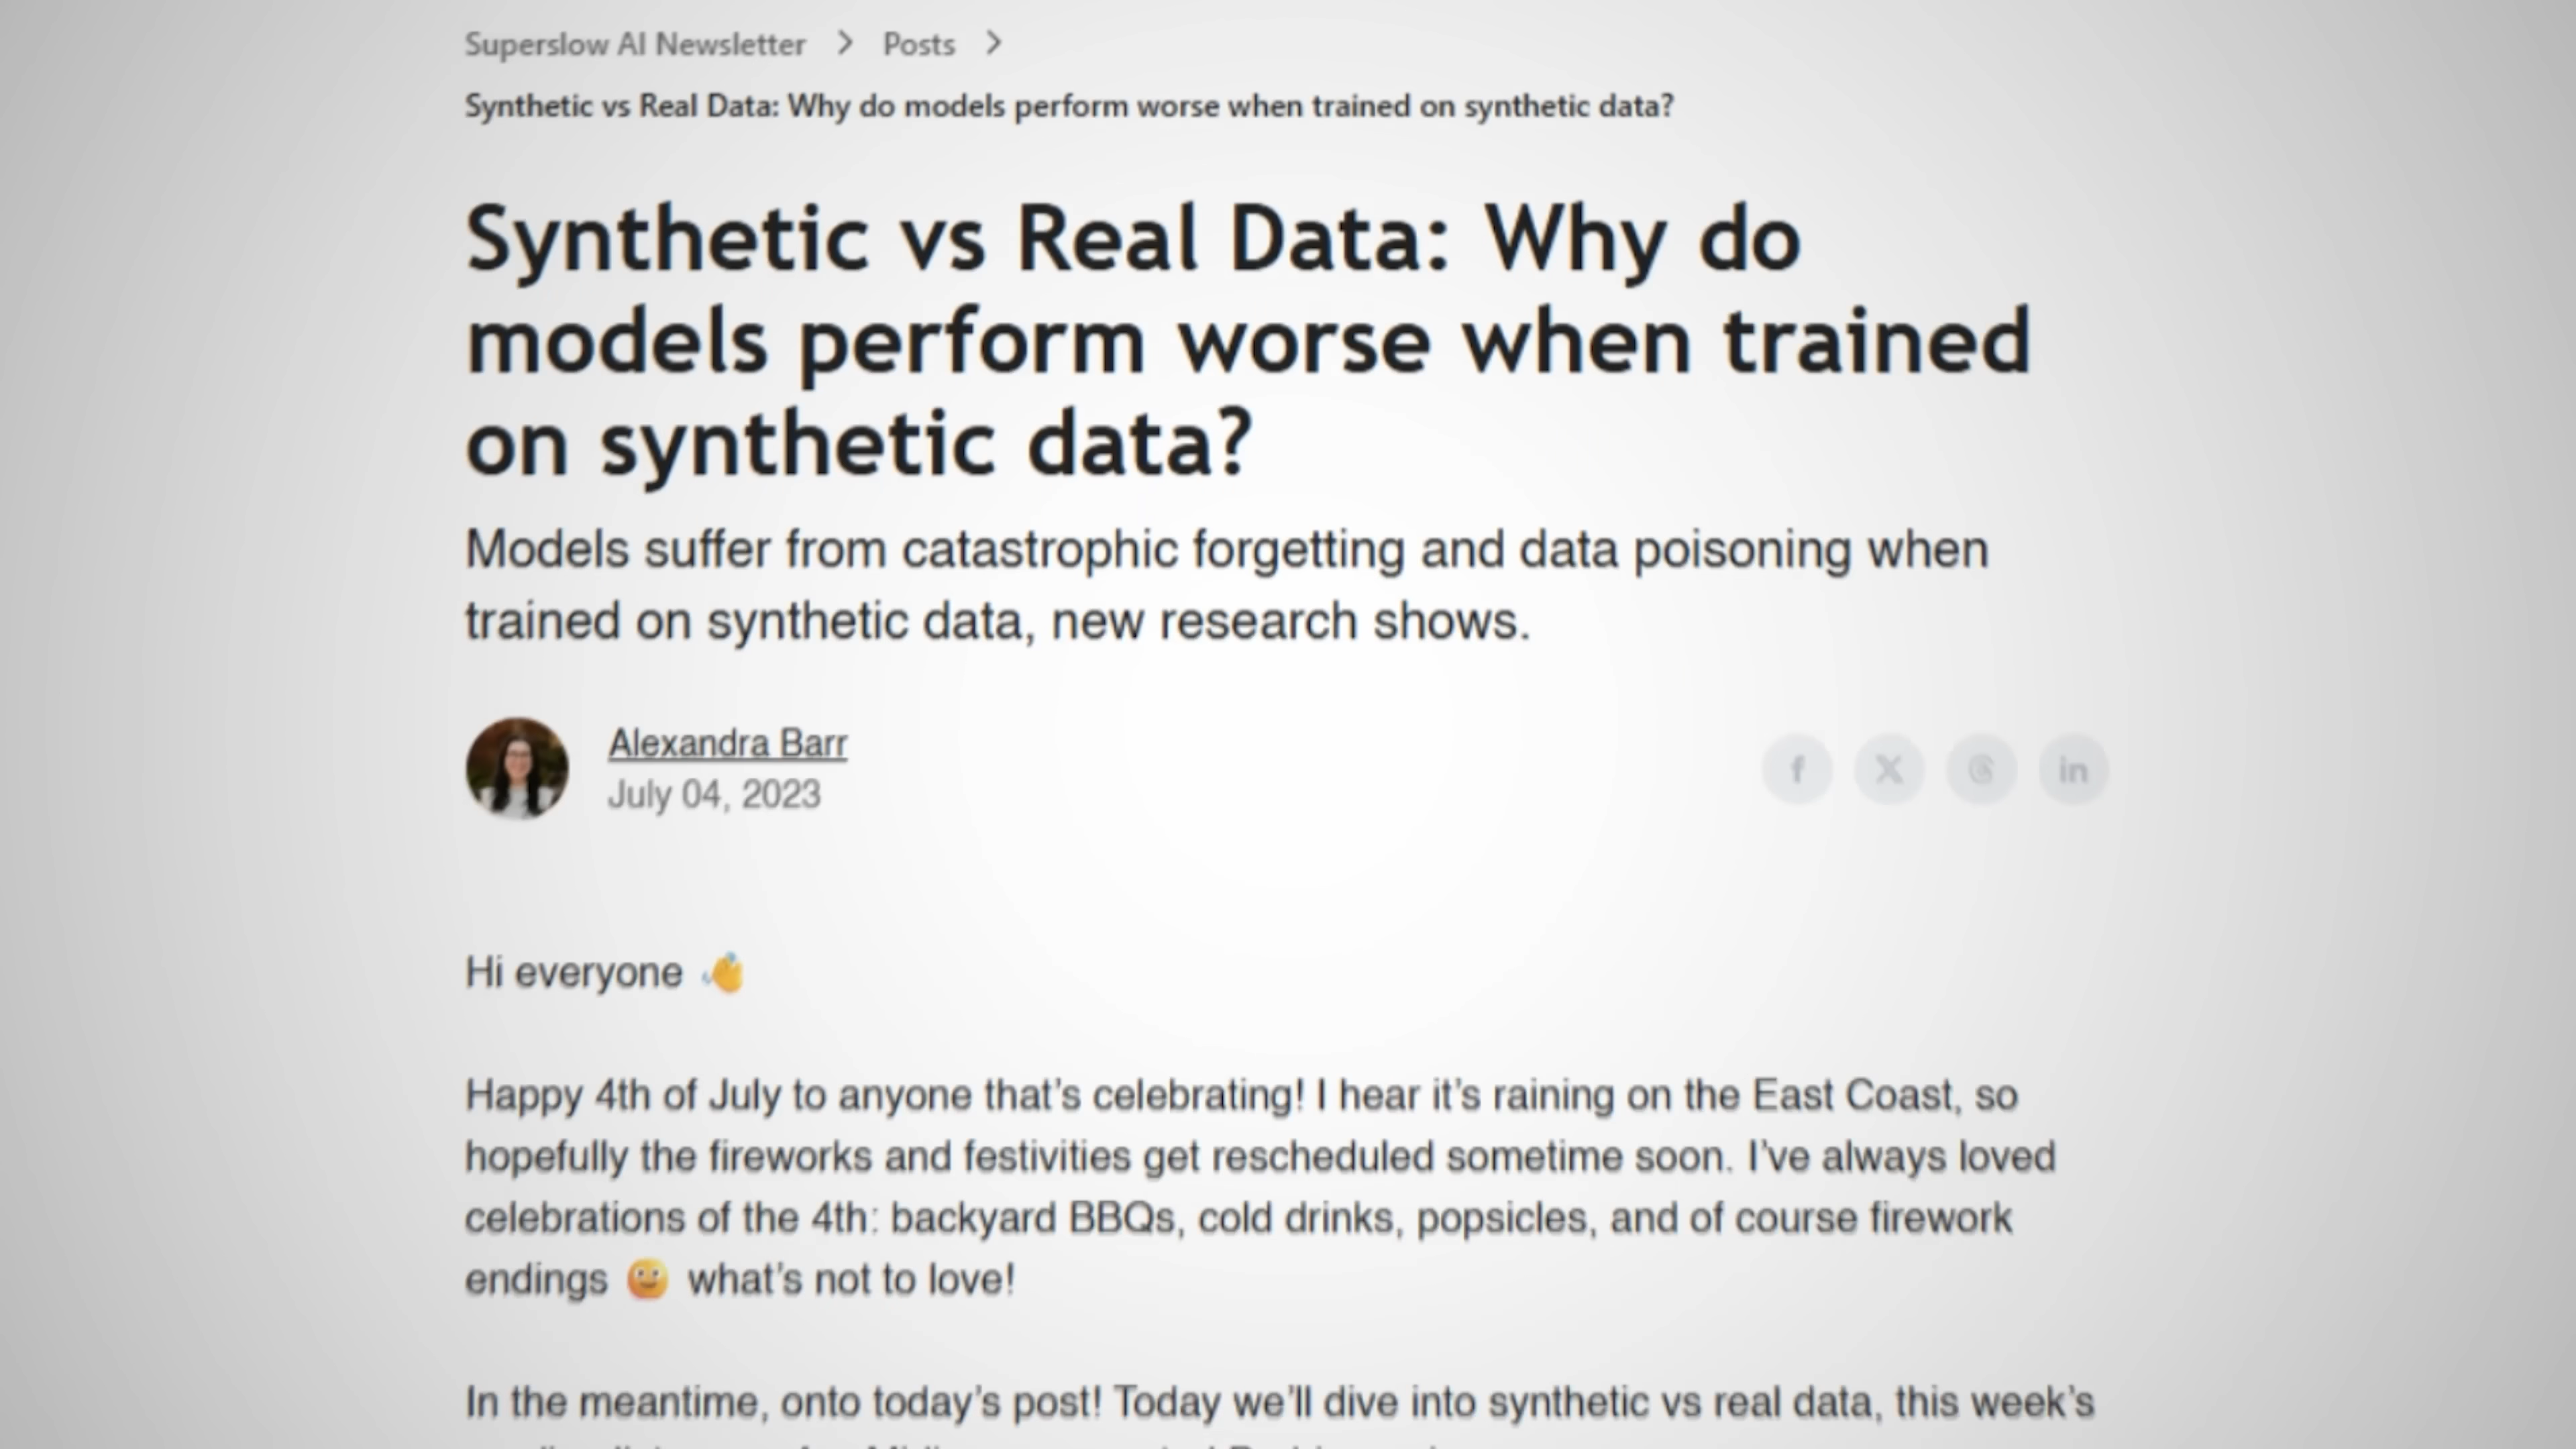 Superslow AI Newsletter > Posts >
Synthetic vs Real Data: Why do models perform worse when trained on synthetic data?
Synthetic vs Real Data: Why do
models perform worse when trained
on synthetic data?
Models suffer from catastrophic forgetting and data poisoning when
trained on synthetic data, new research shows.
Alexandra Barr
July 04, 2023
f X in
Hi everyone 👋
Happy 4th of July to anyone that's celebrating! I hear it's raining on the East Coast, so
hopefully the fireworks and festivities get rescheduled sometime soon. I've always loved
celebrations of the 4th: backyard BBQs, cold drinks, popsicles, and of course firework
endings 🙂 what's not to love!
In the meantime, onto today's post! Today we'll dive into synthetic vs real data, this week's